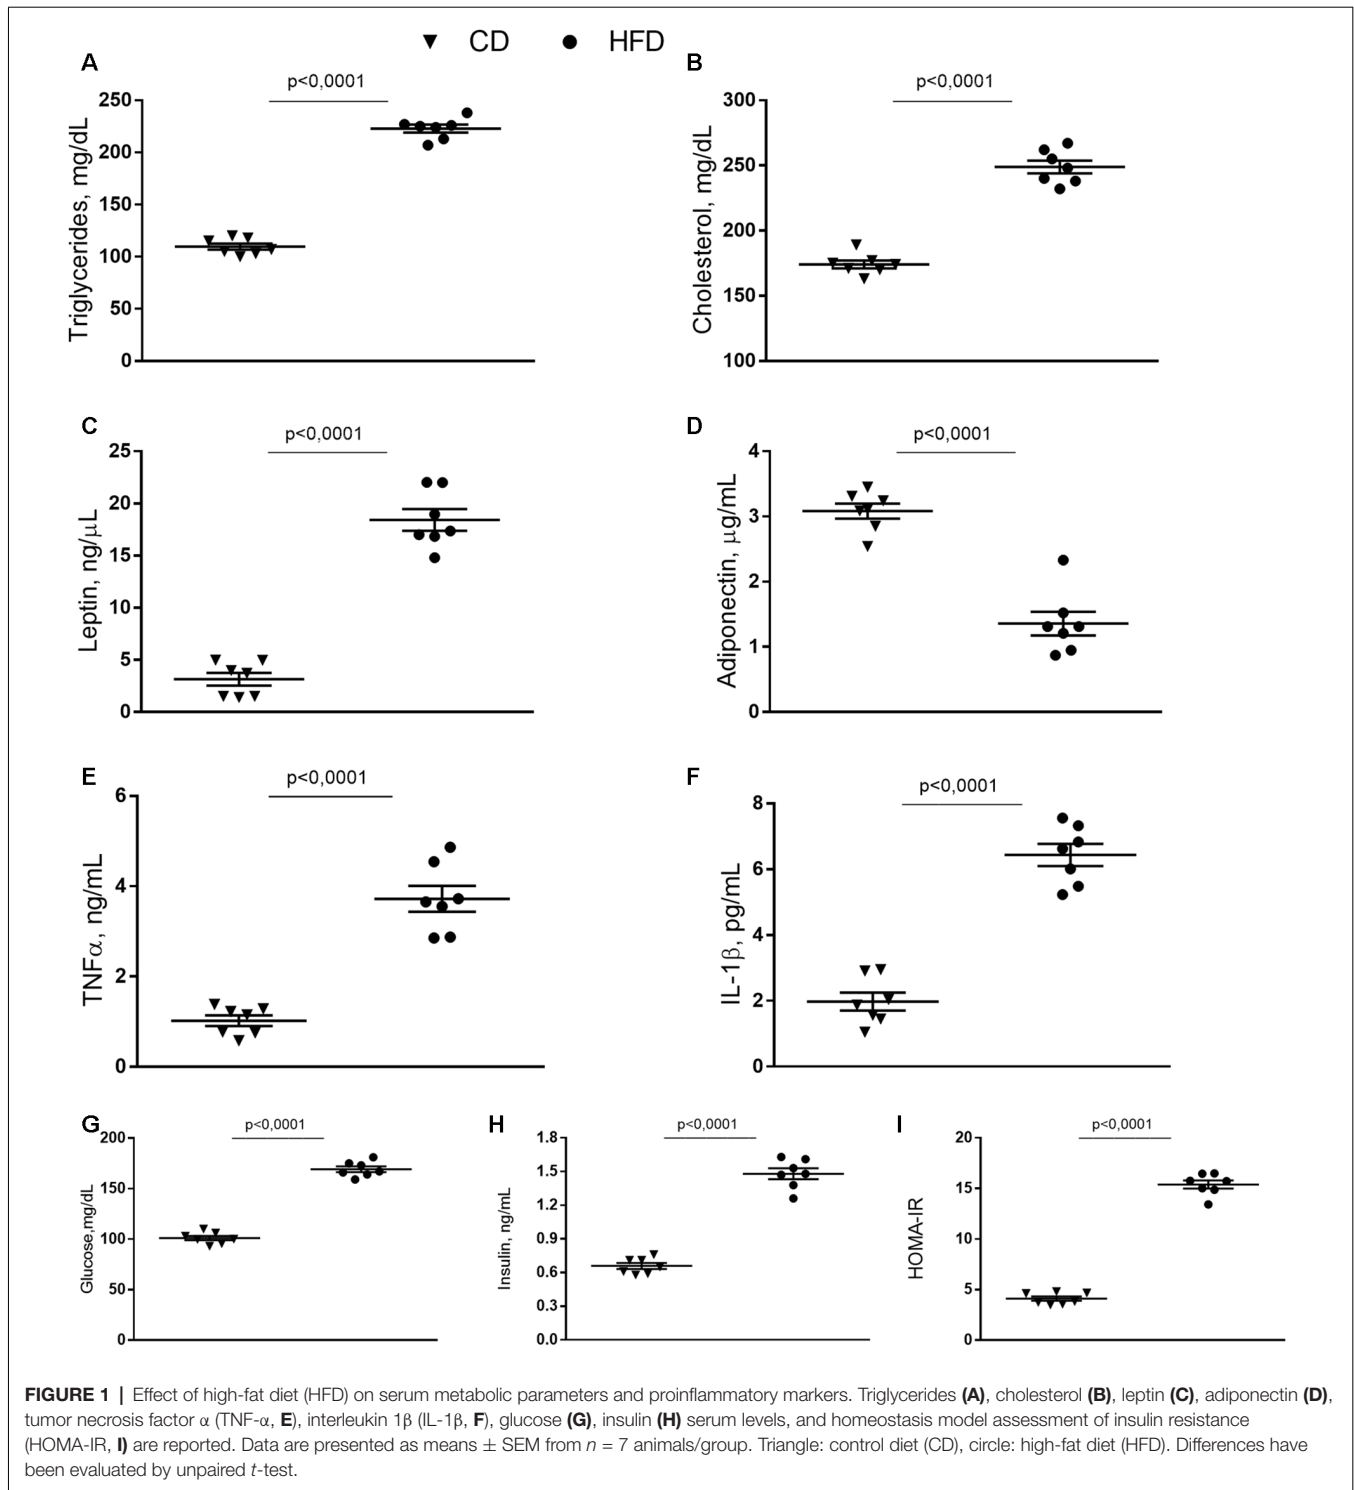 CD HFD
A
p<0,0001
Triglycerides, mg/dL
250
200
150
100
50
0
B
p<0,0001
Cholesterol, mg/dL
300
250
200
150
100
C
p<0,0001
Leptin, ng/μL
25
20
15
10
5
0
D
p<0,0001
Adiponectin, μg/mL
4
3
2
1
0
E
p<0,0001
TNFα, ng/mL
6
4
2
0
F
p<0,0001
IL-1β, pg/mL
8
6
4
2
0
G
p<0,0001
Glucose,mg/dL
200
150
100
50
0
H
p<0,0001
Insulin, ng/mL
1.8
1.5
1.2
0.9
0.6
0.3
0.0
I
p<0,0001
HOMA-IR
20
15
10
5
0
FIGURE 1 | Effect of high-fat diet (HFD) on serum metabolic parameters and proinflammatory markers. Triglycerides (A), cholesterol (B), leptin (C), adiponectin (D),
tumor necrosis factor α (TNF-α, E), interleukin 1β (IL-1β, F), glucose (G), insulin (H) serum levels, and homeostasis model assessment of insulin resistance
(HOMA-IR, I) are reported. Data are presented as means ± SEM from n = 7 animals/group. Triangle: control diet (CD), circle: high-fat diet (HFD). Differences have
been evaluated by unpaired t-test.